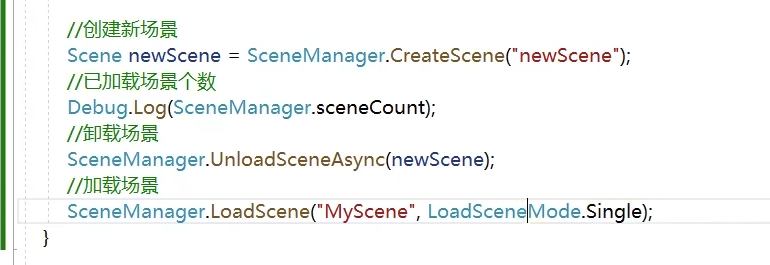 //创建新场景
Scene newScene = SceneManager.CreateScene("newScene");
//已加载场景个数
Debug.Log(SceneManager.sceneCount);
//卸载场景
SceneManager.UnloadSceneAsync(newScene);
//加载场景
SceneManager.LoadScene("MyScene", LoadSceneMode.Single);
}